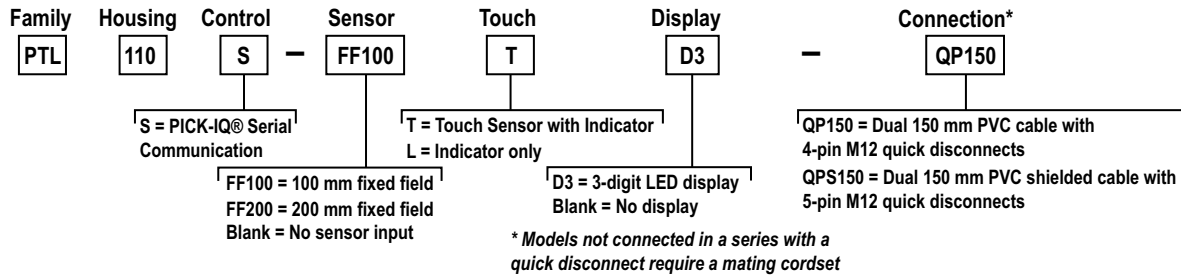 Family Housing Control Sensor Touch Display Connection*
PTL 110 S – FF100 T D3 – QP150
S = PICK-IQ® Serial
Communication
FF100 = 100 mm fixed field
FF200 = 200 mm fixed field
Blank = No sensor input
T = Touch Sensor with Indicator
L = Indicator only
D3 = 3-digit LED display
Blank = No display
QP150 = Dual 150 mm PVC cable with
4-pin M12 quick disconnects
QPS150 = Dual 150 mm PVC shielded cable with
5-pin M12 quick disconnects
* Models not connected in a series with a
quick disconnect require a mating cordset